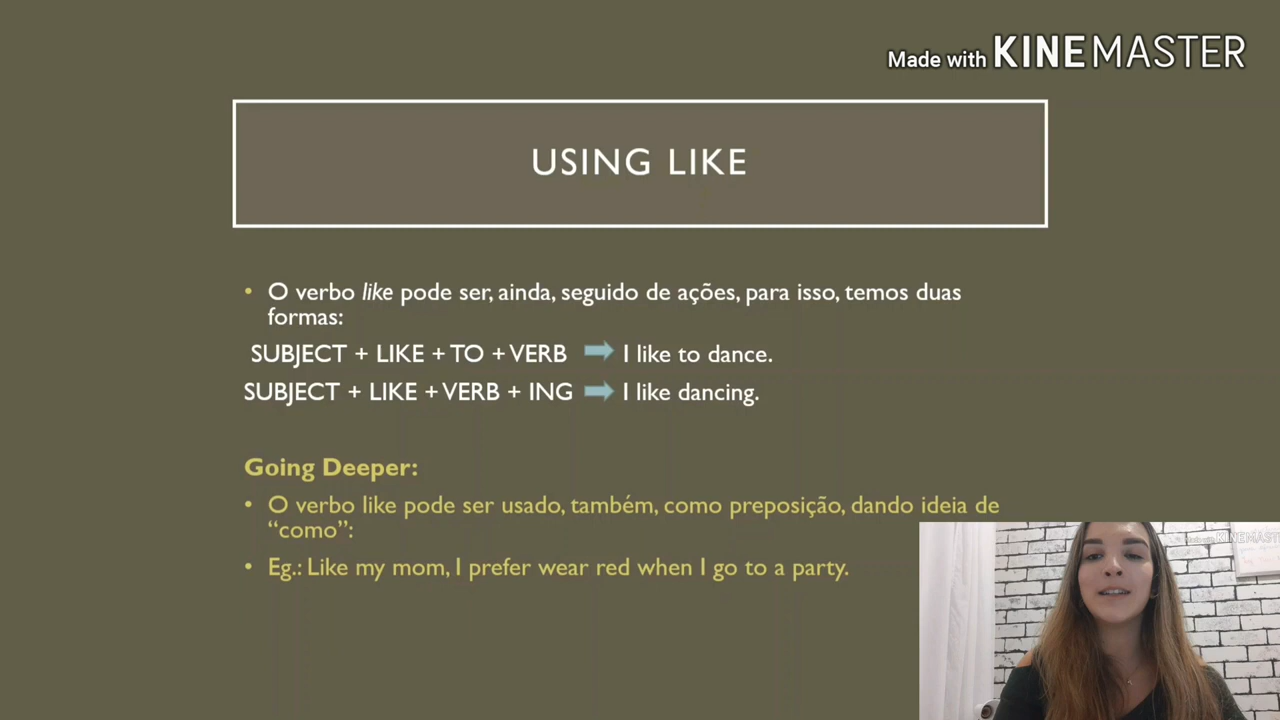 Made with KINEMASTER
USING LIKE
• O verbo like pode ser, ainda, seguido de ações, para isso, temos duas
formas:
SUBJECT + LIKE + TO + VERB I like to dance.
SUBJECT + LIKE + VERB + ING I like dancing.
Going Deeper:
• O verbo like pode ser usado, também, como preposição, dando ideia de
“como”:
• Eg.: Like my mom, I prefer wear red when I go to a party.